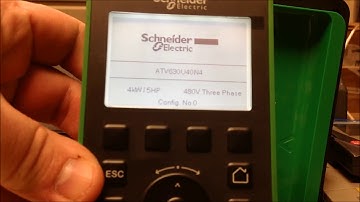 Schneider
Electric
Schneider
Electric
ATV630U40N4
4kW / 5HP 480V Three Phase
Config. No.0
ESC